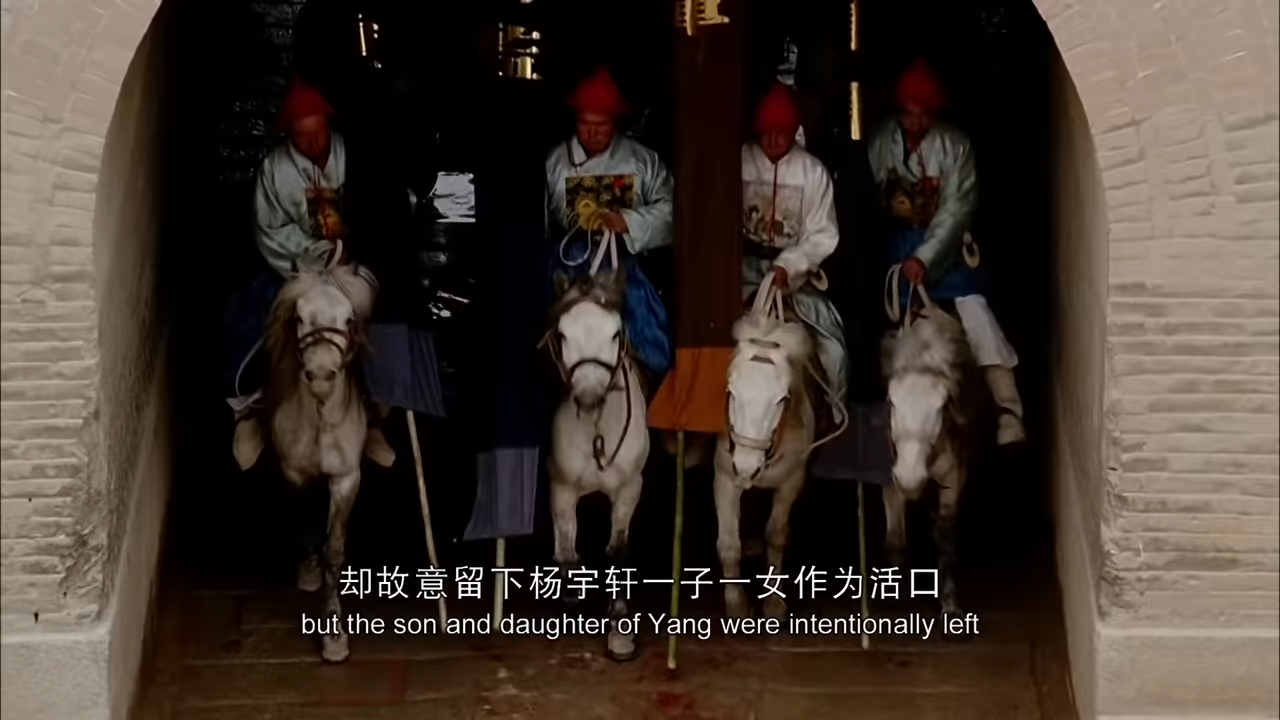 却故意留下杨宇轩一子一女作为活口
but the son and daughter of Yang were intentionally left